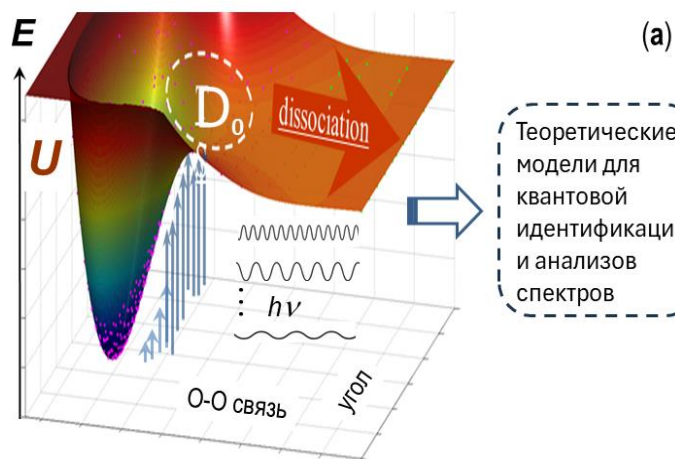 E
(a)
D₀
dissociation
U
Теоретические
модели для
квантовой
идентификаци
и анализов
спектров
hν
О-О связь
угол